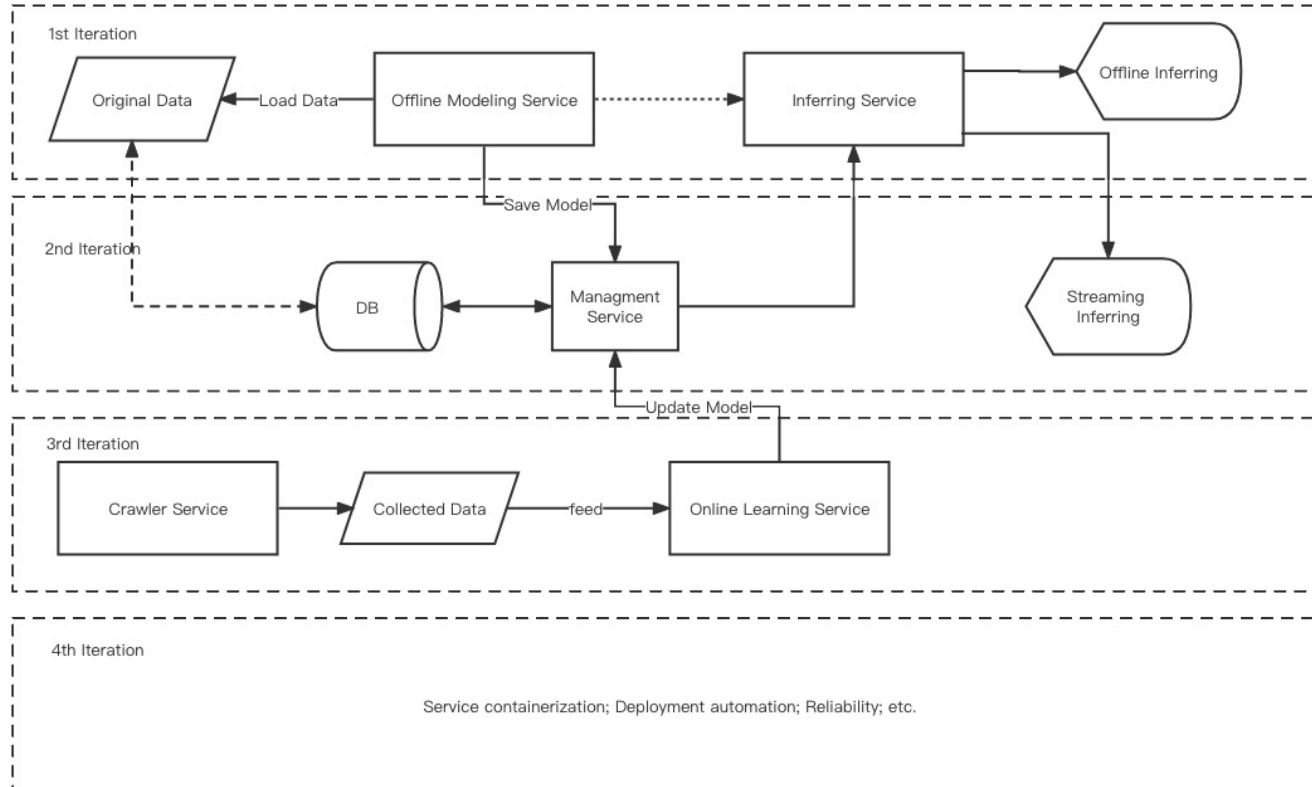 1st Iteration
Original Data
Load Data
Offline Modeling Service
Inferring Service
Offline Inferring
Save Model
2nd Iteration
DB
Managment
Service
Streaming
Inferring
Update Model
3rd Iteration
Crawler Service
Collected Data
feed
Online Learning Service
4th Iteration
Service containerization; Deployment automation; Reliability; etc.